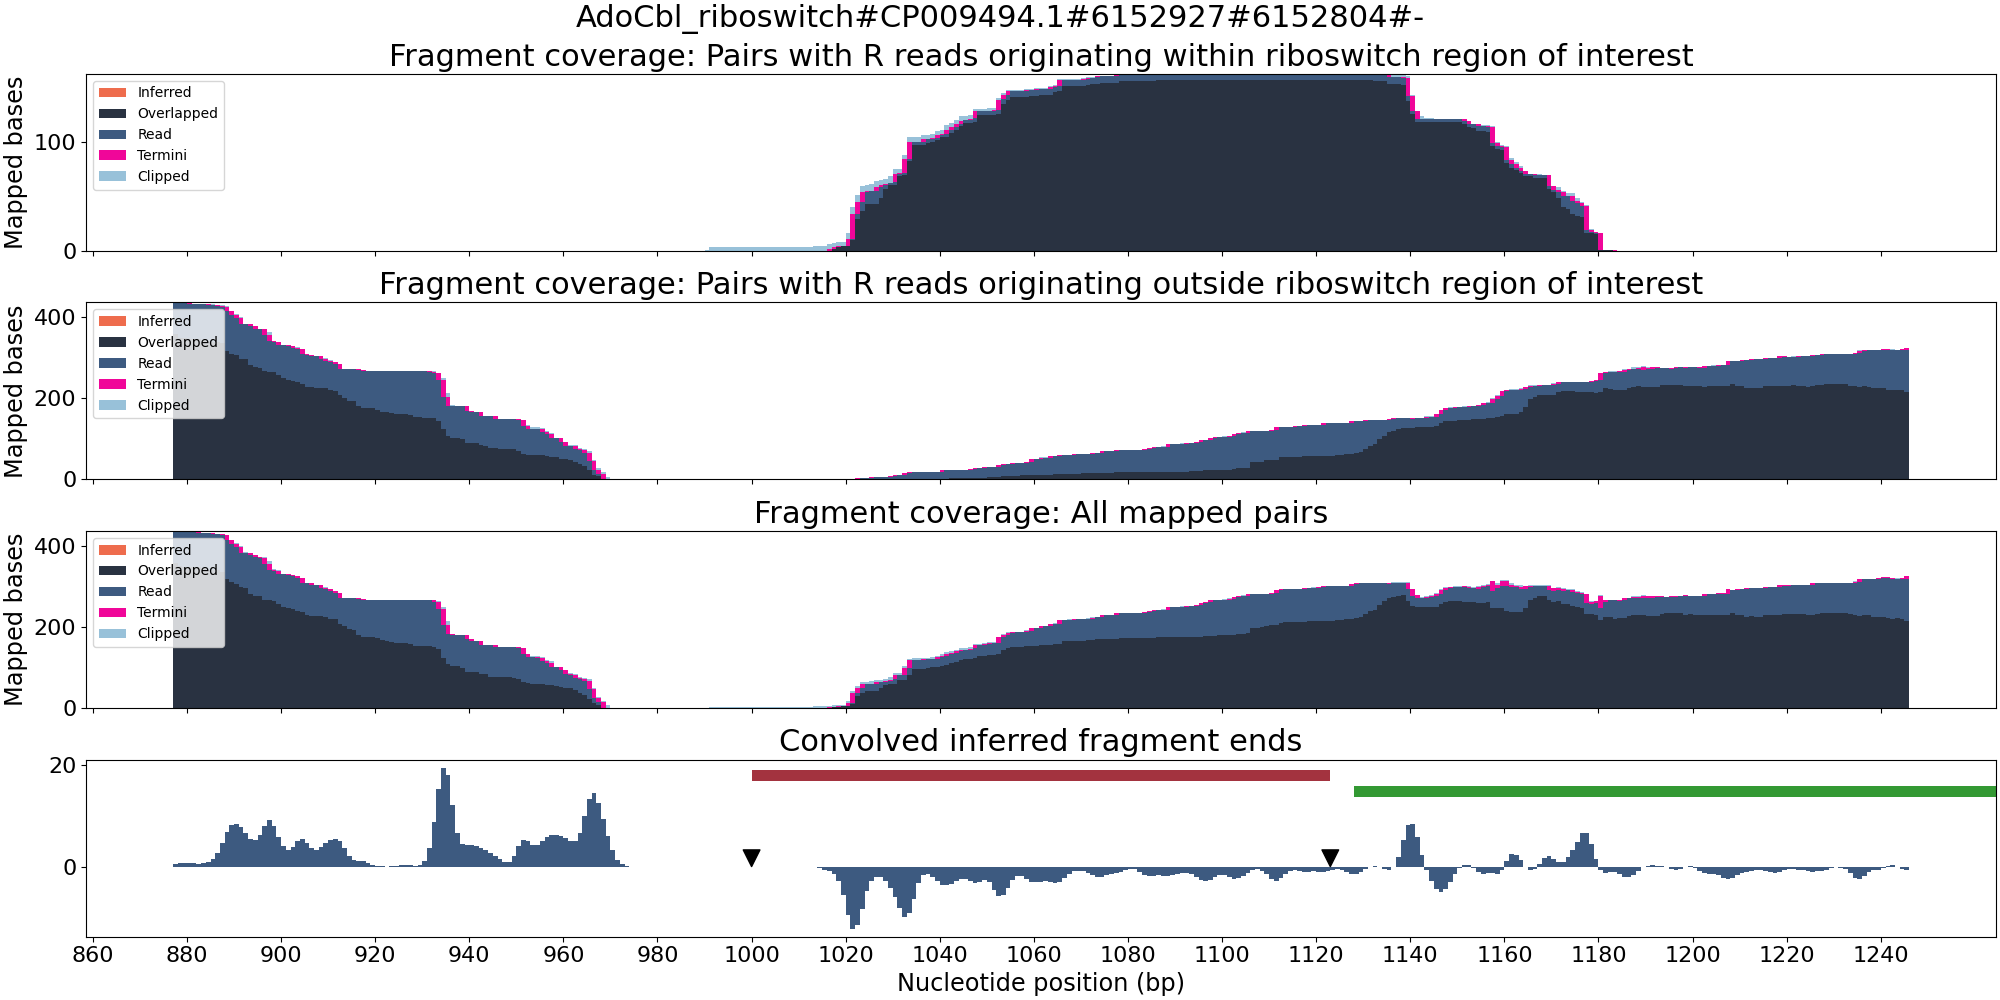 AdoCbl_riboswitch#CP009494.1#6152927#6152804#-
Fragment coverage: Pairs with R reads originating within riboswitch region of interest
Mapped bases
100
0
Inferred
Overlapped
Read
Termini
Clipped
Fragment coverage: Pairs with R reads originating outside riboswitch region of interest
Mapped bases
400
200
0
Inferred
Overlapped
Read
Termini
Clipped
Fragment coverage: All mapped pairs
Mapped bases
400
200
0
Inferred
Overlapped
Read
Termini
Clipped
Convolved inferred fragment ends
20
0
860 880 900 920 940 960 980 1000 1020 1040 1060 1080 1100 1120 1140 1160 1180 1200 1220 1240
Nucleotide position (bp)